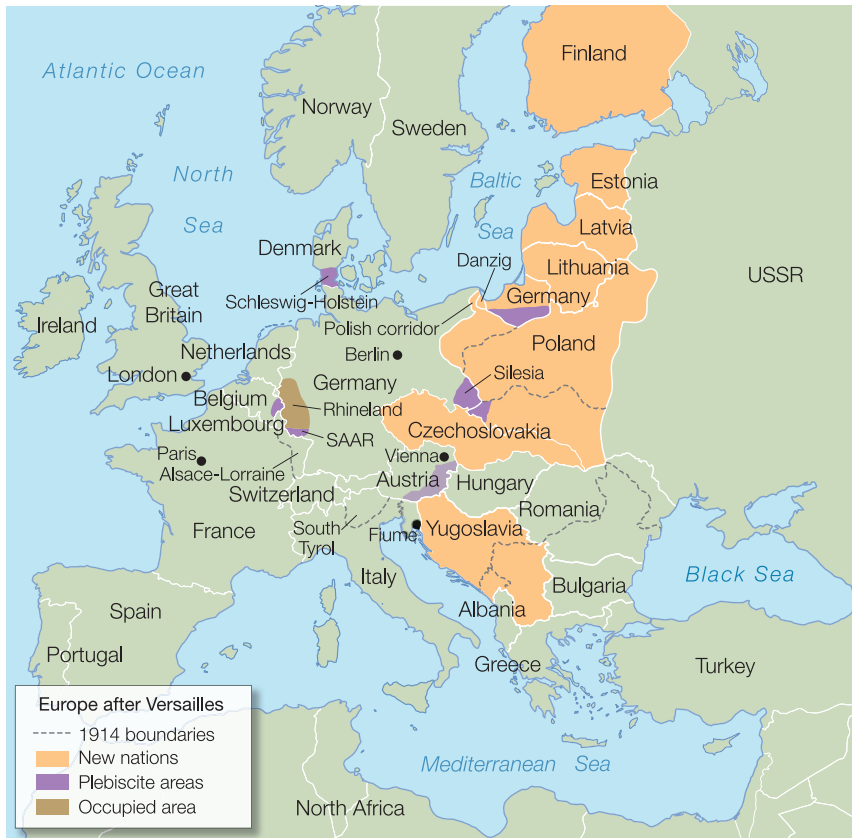 Atlantic Ocean
Finland
Norway
Sweden
North
Sea
Baltic
Sea
Estonia
Latvia
Lithuania
USSR
Denmark
Danzig
Schleswig-Holstein
Germany
Great
Britain
Ireland
Polish corridor
Poland
Netherlands
Berlin
London
Germany
Silesia
Belgium
Rhineland
Luxembourg
Czechoslovakia
SAAR
Paris
Vienna
Alsace-Lorraine
Austria
Hungary
Switzerland
Romania
France
South
Tyrol
Fiume
Yugoslavia
Italy
Black Sea
Bulgaria
Spain
Albania
Portugal
Greece
Turkey
Europe after Versailles
1914 boundaries
New nations
Plebiscite areas
Occupied area
Mediterranean Sea
North Africa